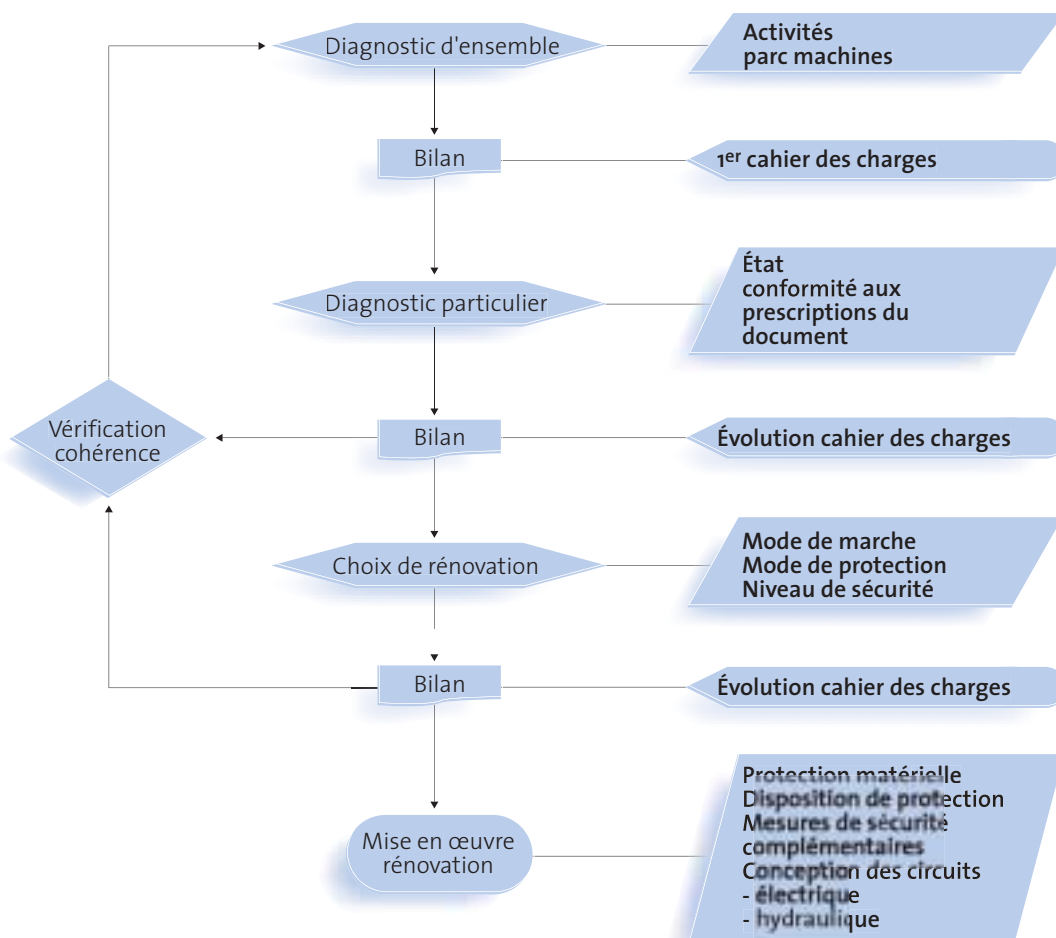 Diagnostic d'ensemble
Activités
parc machines
Bilan
1er cahier des charges
Diagnostic particulier
État
conformité aux
prescriptions du
document
Vérification
cohérence
Bilan
Évolution cahier des charges
Choix de rénovation
Mode de marche
Mode de protection
Niveau de sécurité
Bilan
Évolution cahier des charges
Mise en œuvre
rénovation
Protection matérielle
Disposition de protection
Mesures de sécurité
complémentaires
Conception des circuits
- électrique
- hydraulique